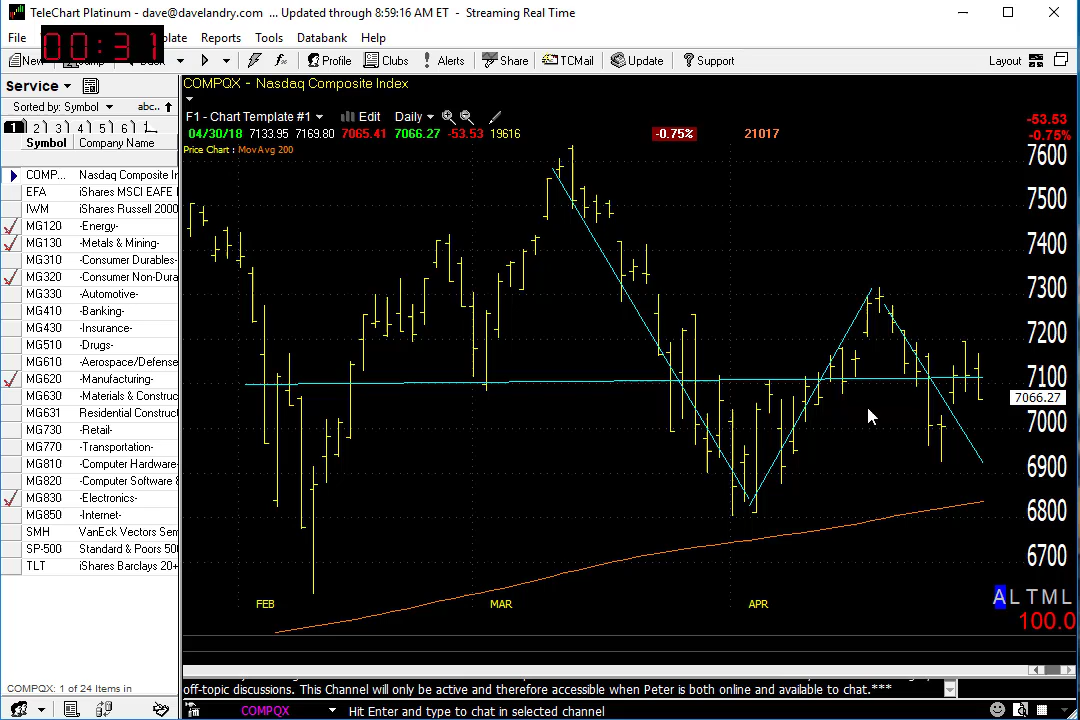 TeleChart Platinum - dave@davelandry.com ... Updated through 8:59:16 AM ET - Streaming Real Time
File Reports Tools Databank Help
00:31
New Profile Clubs Alerts Share TCMail Update Support Layout
Service
Sorted by: Symbol abc..
1 2 3 4 5 6
Symbol Company Name
COMP... Nasdaq Composite In
EFA iShares MSCI EAFE I
IWM iShares Russell 2000
MG120 -Energy-
MG130 -Metals & Mining-
MG310 -Consumer Durables-
MG320 -Consumer Non-Dura
MG330 -Automotive-
MG410 -Banking-
MG430 -Insurance-
MG510 -Drugs-
MG610 -Aerospace/Defense
MG620 -Manufacturing-
MG630 -Materials & Construc
MG631 Residential Construct
MG730 -Retail-
MG770 -Transportation-
MG810 -Computer Hardware-
MG820 -Computer Software &
MG830 -Electronics-
MG850 -Internet-
SMH VanEck Vectors Sem
SP-500 Standard & Poors 500
TLT iShares Barclays 20+
COMPQX: 1 of 24 Items in
COMPQX - Nasdaq Composite Index
F1 - Chart Template #1 Edit Daily
04/30/18 7133.95 7169.80 7065.41 7066.27 -53.53 19616 -0.75% 21017
Price Chart : MovAvg 200
-53.53
-0.75%
7600
7500
7400
7300
7200
7100
7066.27
7000
6900
6800
6700
FEB MAR APR
A L T M L
100.0
off-topic discussions. This Channel will only be active and therefore accessible when Peter is both online and available to chat.***
COMPQX Hit Enter and type to chat in selected channel